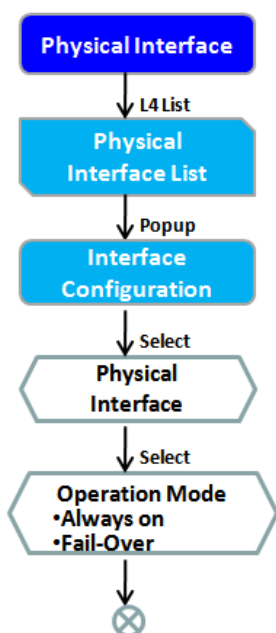 Physical Interface
L4 List
Physical
Interface List
Popup
Interface
Configuration
Select
Physical
Interface
Select
Operation Mode
•Always on
•Fail-Over